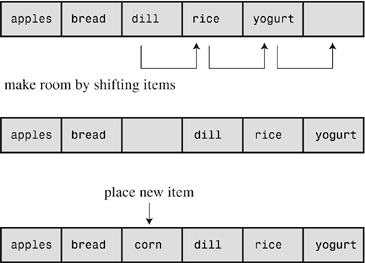 apples bread dill rice yogurt
make room by shifting items
apples bread dill rice yogurt
place new item
apples bread corn dill rice yogurt